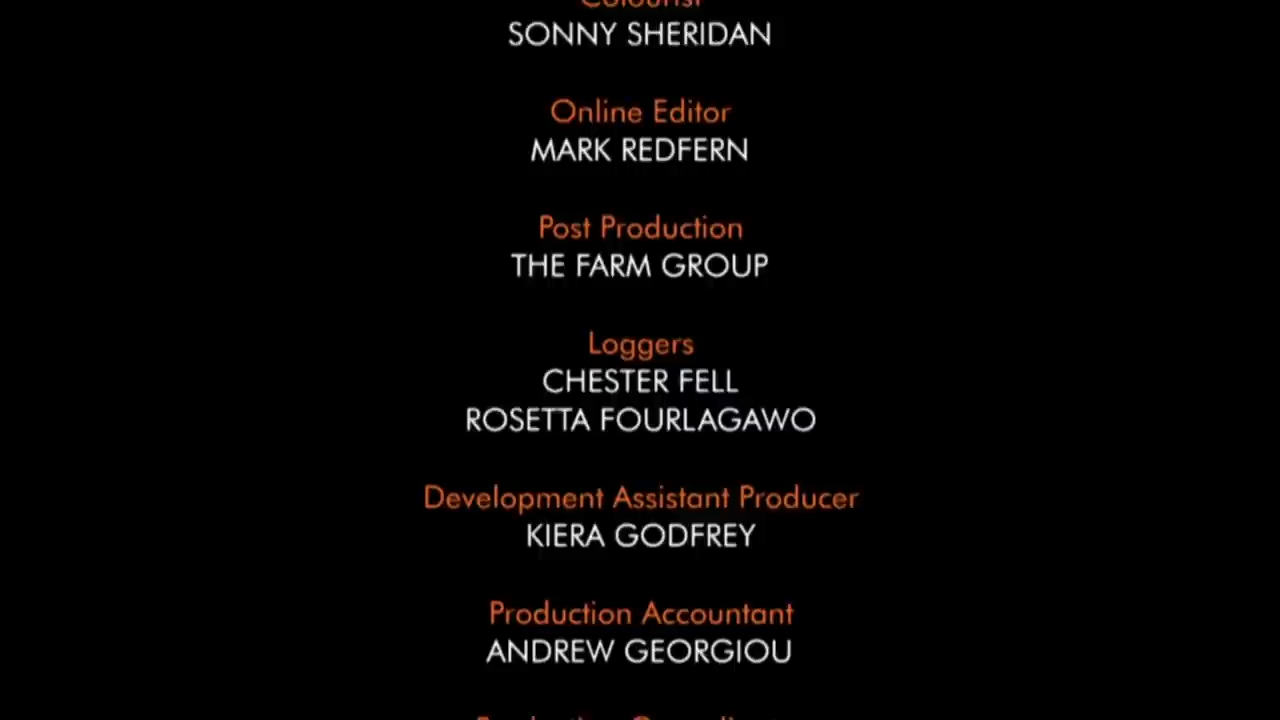 Colourist
SONNY SHERIDAN
Online Editor
MARK REDFERN
Post Production
THE FARM GROUP
Loggers
CHESTER FELL
ROSETTA FOURLAGAWO
Development Assistant Producer
KIERA GODFREY
Production Accountant
ANDREW GEORGIOU